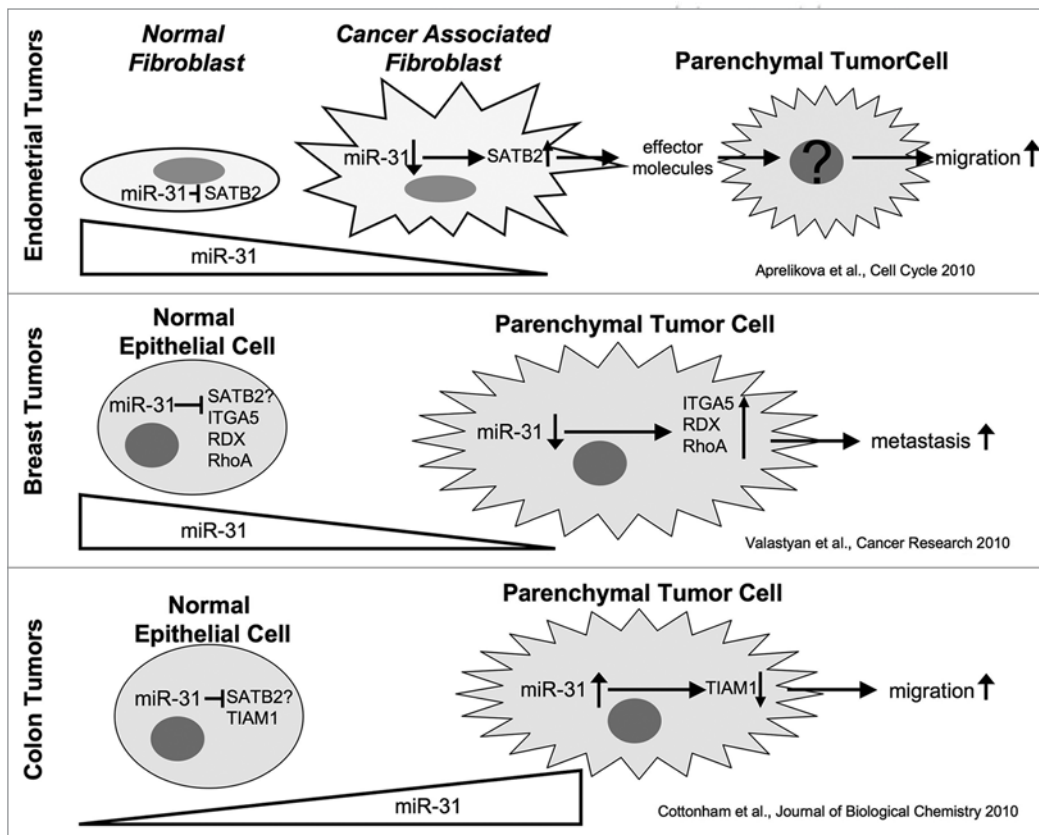 Endometrial Tumors
Normal
Fibroblast
Cancer Associated
Fibroblast
Parenchymal TumorCell
miR-31
SATB2
miR-31
SATB2
effector
molecules
?
migration
miR-31
Aprelikova et al., Cell Cycle 2010
Breast Tumors
Normal
Epithelial Cell
Parenchymal Tumor Cell
miR-31
SATB2?
ITGA5
RDX
RhoA
miR-31
ITGA5
RDX
RhoA
metastasis
miR-31
Valastyan et al., Cancer Research 2010
Colon Tumors
Normal
Epithelial Cell
Parenchymal Tumor Cell
miR-31
SATB2?
TIAM1
miR-31
TIAM1
migration
miR-31
Cottonham et al., Journal of Biological Chemistry 2010